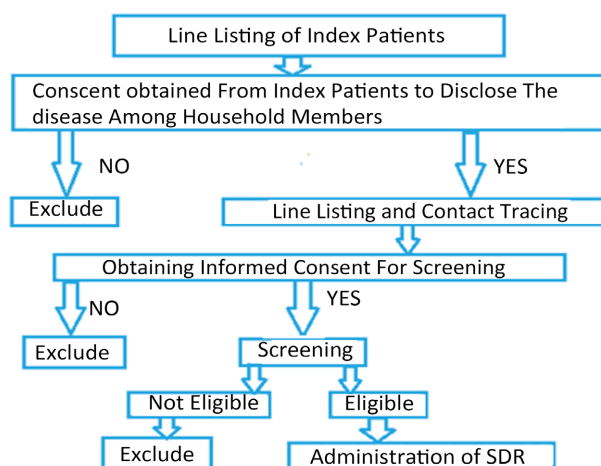 Line Listing of Index Patients
Conscent obtained From Index Patients to Disclose The
disease Among Household Members
NO
YES
Exclude
Line Listing and Contact Tracing
Obtaining Informed Consent For Screening
NO
YES
Exclude
Screening
Not Eligible
Eligible
Exclude
Administration of SDR